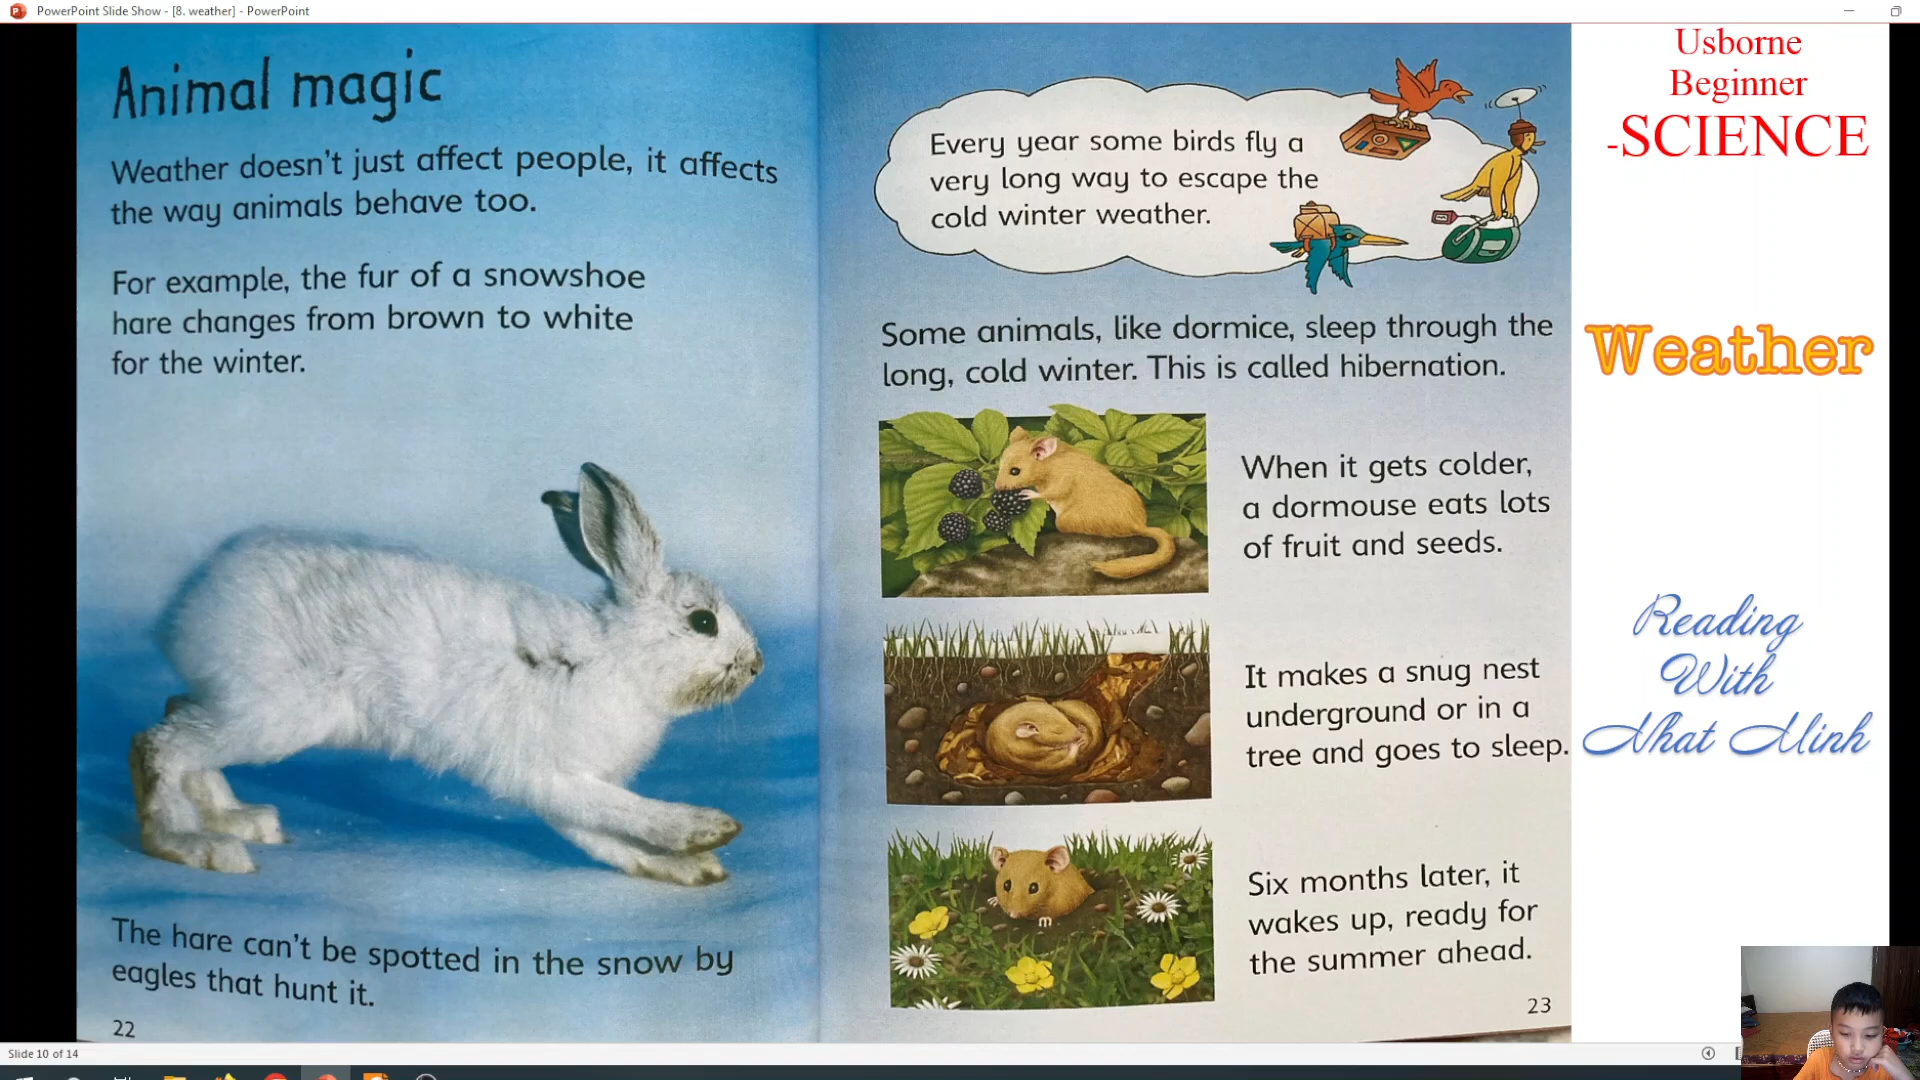 PowerPoint Slide Show - [8. weather] - PowerPoint
Animal magic
Weather doesn't just affect people, it affects
the way animals behave too.
For example, the fur of a snowshoe
hare changes from brown to white
for the winter.
The hare can't be spotted in the snow by
eagles that hunt it.
22
Every year some birds fly a
very long way to escape the
cold winter weather.
Some animals, like dormice, sleep through the
long, cold winter. This is called hibernation.
When it gets colder,
a dormouse eats lots
of fruit and seeds.
It makes a snug nest
underground or in a
tree and goes to sleep.
Six months later, it
wakes up, ready for
the summer ahead.
23
Usborne
Beginner
-SCIENCE
Weather
Reading
With
Nhat Minh
Slide 10 of 14